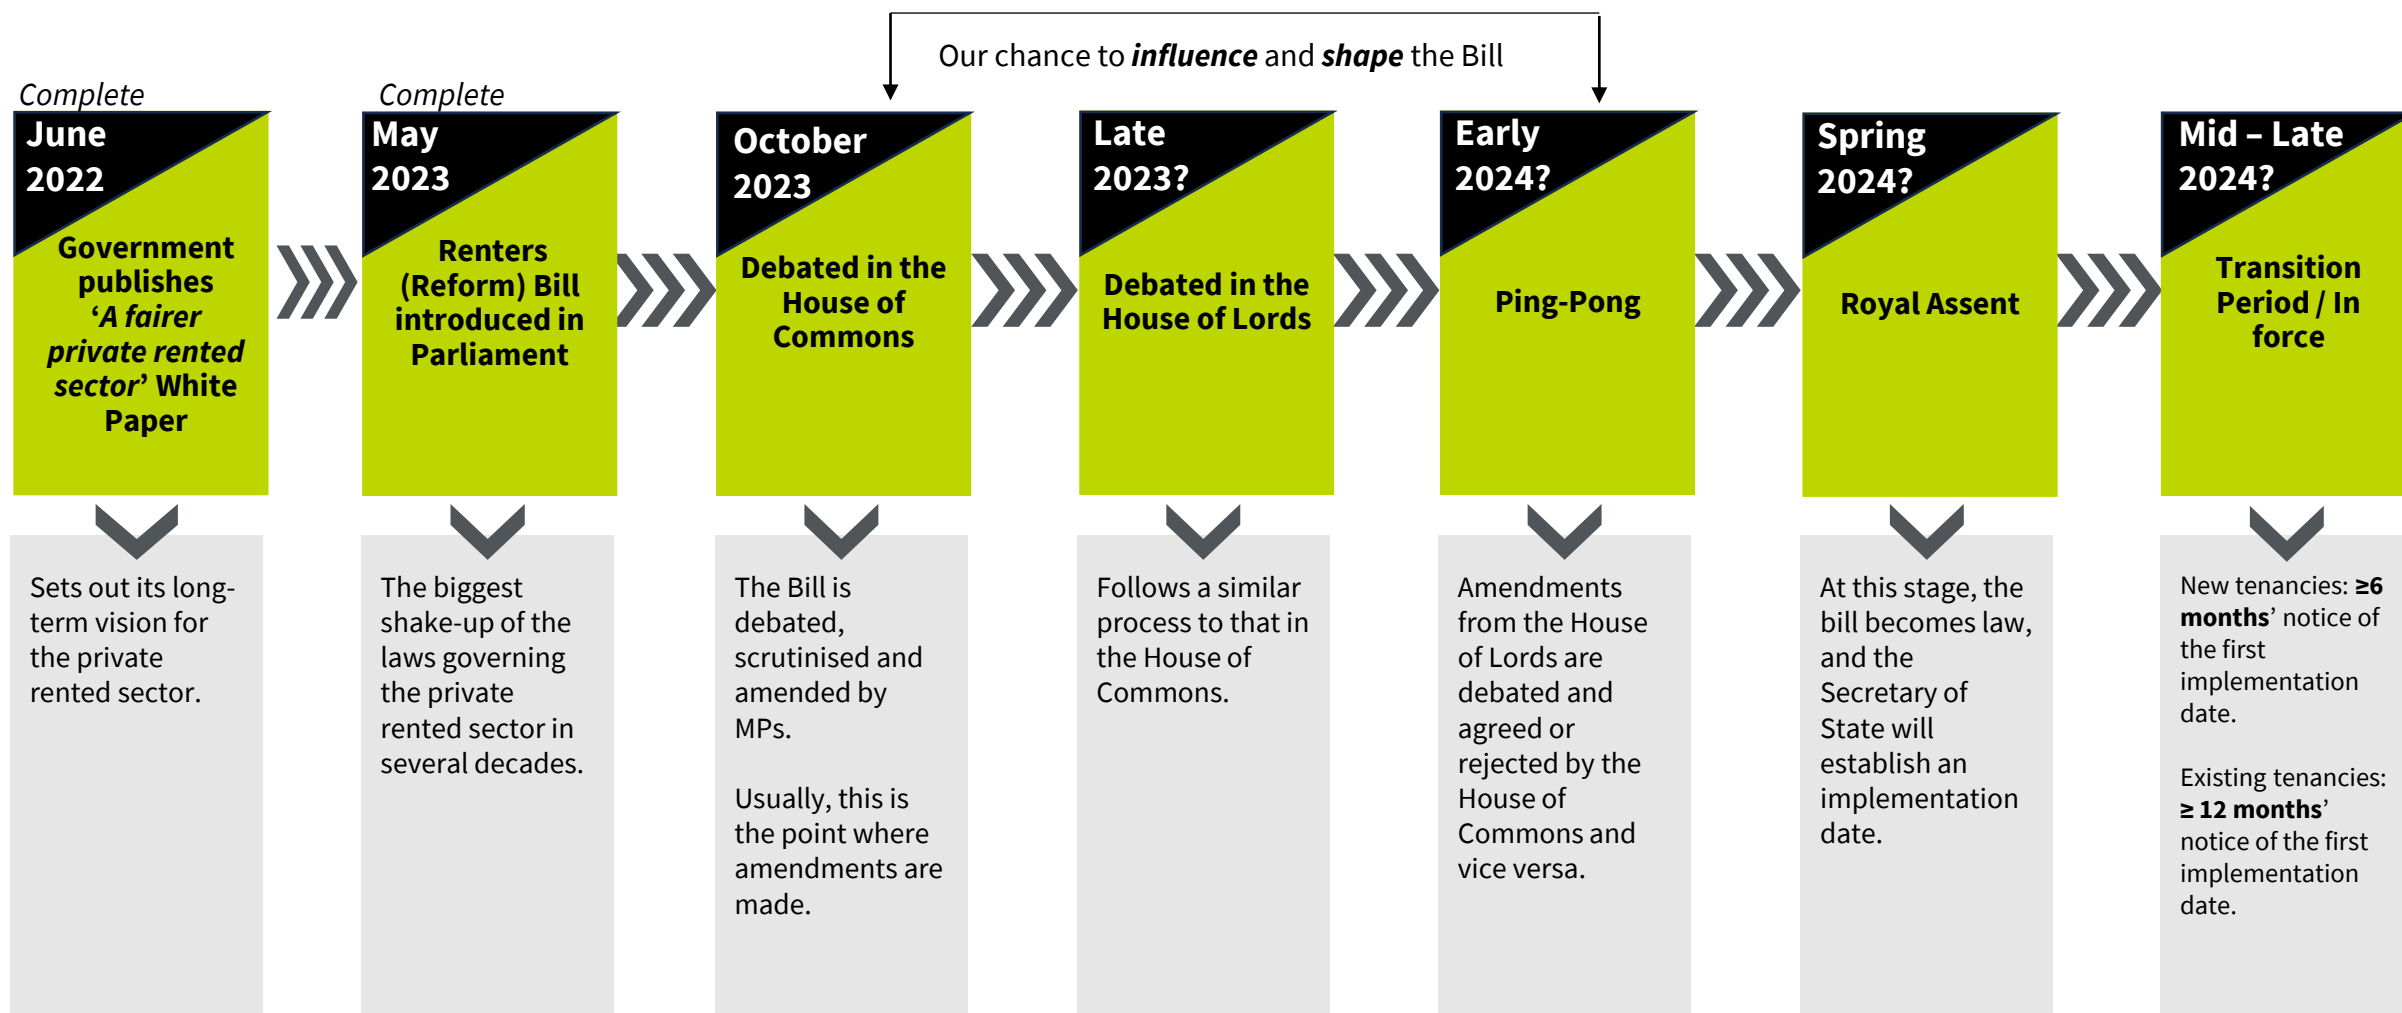 Our chance to influence and shape the Bill
Complete
June
2022
Government
publishes
‘A fairer
private rented
sector’ White
Paper
Sets out its long-
term vision for
the private
rented sector.
Complete
May
2023
Renters
(Reform) Bill
introduced in
Parliament
The biggest
shake-up of the
laws governing
the private
rented sector in
several decades.
October
2023
Debated in the
House of
Commons
The Bill is
debated,
scrutinised and
amended by
MPs.
Usually, this is
the point where
amendments are
made.
Late
2023?
Debated in the
House of Lords
Follows a similar
process to that in
the House of
Commons.
Early
2024?
Ping-Pong
Amendments
from the House
of Lords are
debated and
agreed or
rejected by the
House of
Commons and
vice versa.
Spring
2024?
Royal Assent
At this stage, the
bill becomes law,
and the
Secretary of
State will
establish an
implementation
date.
Mid – Late
2024?
Transition
Period / In
force
New tenancies: ≥6
months’ notice of
the first
implementation
date.
Existing tenancies:
≥ 12 months’
notice of the first
implementation
date.